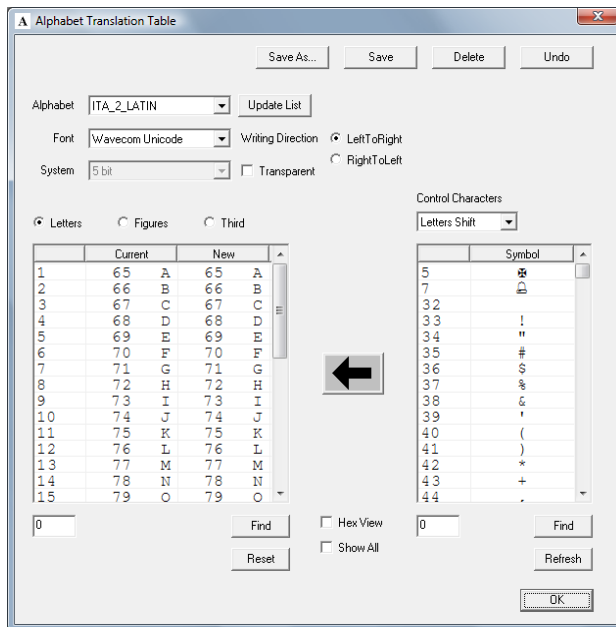 A Alphabet Translation Table
Save As... Save Delete Undo
Alphabet ITA_2_LATIN Update List
Font Wavecom Unicode Writing Direction LeftToRight
RightToLeft
System 5 bit Transparent
Control Characters
Letters Figures Third Letters Shift
Current New
1 65 A 65 A
2 66 B 66 B
3 67 C 67 C
4 68 D 68 D
5 69 E 69 E
6 70 F 70 F
7 71 G 71 G
8 72 H 72 H
9 73 I 73 I
10 74 J 74 J
11 75 K 75 K
12 76 L 76 L
13 77 M 77 M
14 78 N 78 N
15 79 O 79 O
Symbol
5 ✠
7
32
33 !
34 "
35 #
36 $
37 %
38 &
39 '
40 (
41 )
42 *
43 +
44 ,
0 Find Hex View 0 Find
Reset Show All Refresh
OK